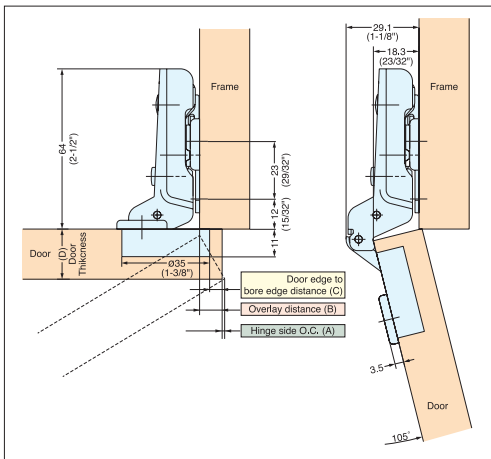 29.1
(1-1/8")
18.3
(23/32")
Frame
Frame
64
(2-1/2")
23
(29/32")
12
(15/32")
11
Door
(D)
Door
Thickness
Ø35
(1-3/8")
Door edge to
bore edge distance (C)
Overlay distance (B)
Hinge side O.C. (A)
3.5
Door
105°